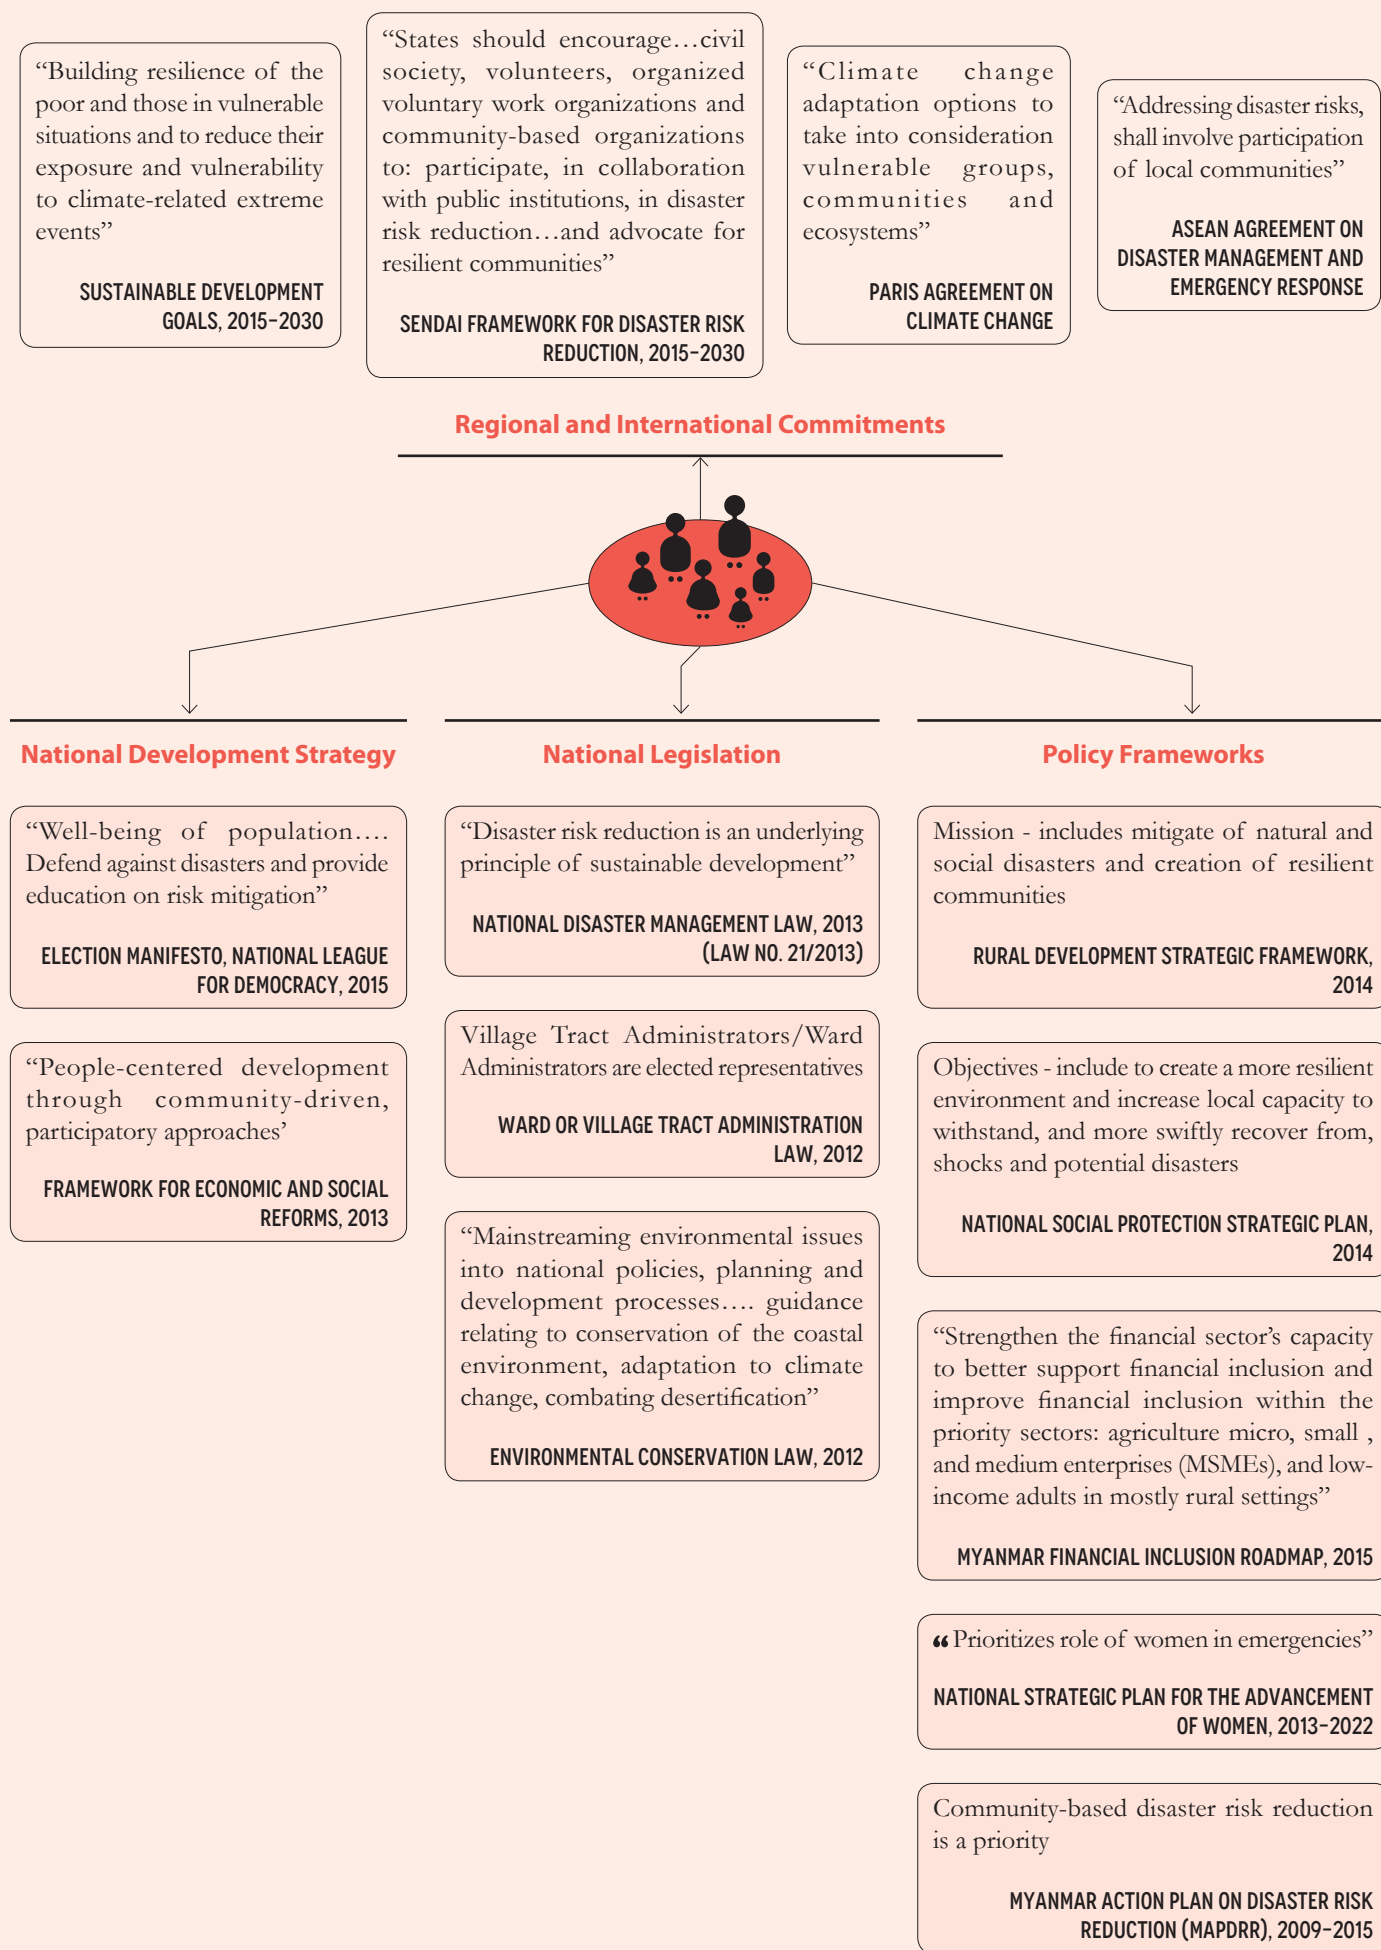 “Building resilience of the
poor and those in vulnerable
situations and to reduce their
exposure and vulnerability
to climate-related extreme
events”
SUSTAINABLE DEVELOPMENT
GOALS, 2015–2030
“States should encourage…civil
society, volunteers, organized
voluntary work organizations and
community-based organizations
to: participate, in collaboration
with public institutions, in disaster
risk reduction…and advocate for
resilient communities”
SENDAI FRAMEWORK FOR DISASTER RISK
REDUCTION, 2015–2030
“Climate change
adaptation options to
take into consideration
vulnerable groups,
communities and
ecosystems”
PARIS AGREEMENT ON
CLIMATE CHANGE
“Addressing disaster risks,
shall involve participation
of local communities”
ASEAN AGREEMENT ON
DISASTER MANAGEMENT AND
EMERGENCY RESPONSE
Regional and International Commitments
National Development Strategy
“Well-being of population….
Defend against disasters and provide
education on risk mitigation”
ELECTION MANIFESTO, NATIONAL LEAGUE
FOR DEMOCRACY, 2015
“People-centered development
through community-driven,
participatory approaches’
FRAMEWORK FOR ECONOMIC AND SOCIAL
REFORMS, 2013
National Legislation
“Disaster risk reduction is an underlying
principle of sustainable development”
NATIONAL DISASTER MANAGEMENT LAW, 2013
(LAW NO. 21/2013)
Village Tract Administrators/Ward
Administrators are elected representatives
WARD OR VILLAGE TRACT ADMINISTRATION
LAW, 2012
“Mainstreaming environmental issues
into national policies, planning and
development processes…. guidance
relating to conservation of the coastal
environment, adaptation to climate
change, combating desertification”
ENVIRONMENTAL CONSERVATION LAW, 2012
Policy Frameworks
Mission - includes mitigate of natural and
social disasters and creation of resilient
communities
RURAL DEVELOPMENT STRATEGIC FRAMEWORK,
2014
Objectives - include to create a more resilient
environment and increase local capacity to
withstand, and more swiftly recover from,
shocks and potential disasters
NATIONAL SOCIAL PROTECTION STRATEGIC PLAN,
2014
“Strengthen the financial sector’s capacity
to better support financial inclusion and
improve financial inclusion within the
priority sectors: agriculture micro, small ,
and medium enterprises (MSMEs), and low-
income adults in mostly rural settings”
MYANMAR FINANCIAL INCLUSION ROADMAP, 2015
“Prioritizes role of women in emergencies”
NATIONAL STRATEGIC PLAN FOR THE ADVANCEMENT
OF WOMEN, 2013–2022
Community-based disaster risk reduction
is a priority
MYANMAR ACTION PLAN ON DISASTER RISK
REDUCTION (MAPDRR), 2009–2015